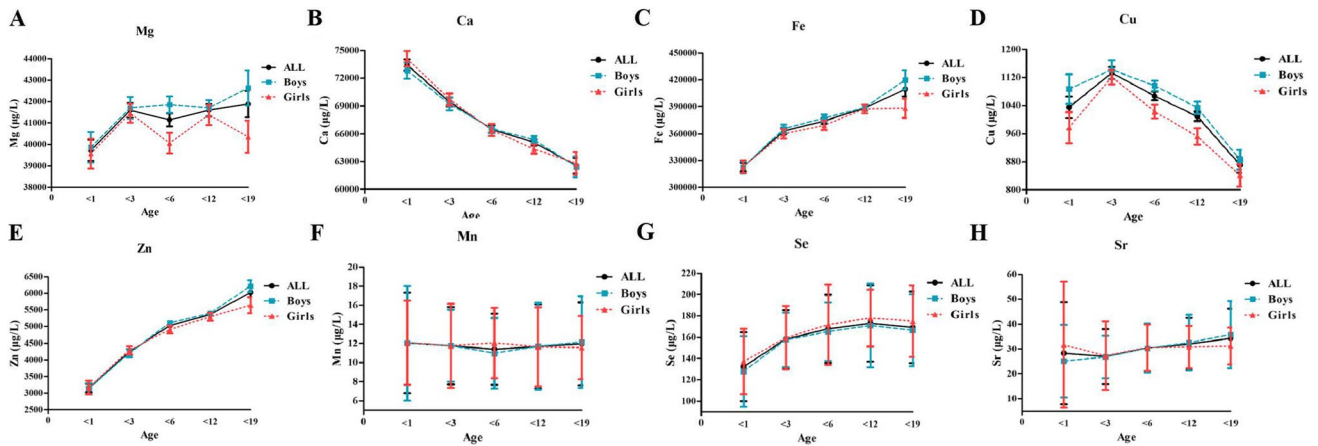 A
Mg
Mg (µg/L)
44000
43000
42000
41000
40000
39000
38000
0
<1
<3
<6
<12
<19
Age
ALL
Boys
Girls
B
Ca
Ca (µg/L)
75000
72000
69000
66000
63000
60000
0
<1
<3
<6
<12
<19
Age
ALL
Boys
Girls
C
Fe
Fe (µg/L)
450000
420000
390000
360000
330000
300000
0
<1
<3
<6
<12
<19
Age
ALL
Boys
Girls
D
Cu
Cu (µg/L)
1200
1120
1040
960
880
800
0
<1
<3
<6
<12
<19
Age
ALL
Boys
Girls
E
Zn
Zn (µg/L)
6500
6000
5500
5000
4500
4000
3500
3000
2500
0
<1
<3
<6
<12
<19
Age
ALL
Boys
Girls
F
Mn
Mn (µg/L)
20
18
16
14
12
10
8
6
0
<1
<3
<6
<12
<19
Age
ALL
Boys
Girls
G
Se
Se (µg/L)
220
200
180
160
140
120
100
0
<1
<3
<6
<12
<19
Age
ALL
Boys
Girls
H
Sr
Sr (µg/L)
60
50
40
30
20
10
0
<1
<3
<6
<12
<19
Age
ALL
Boys
Girls